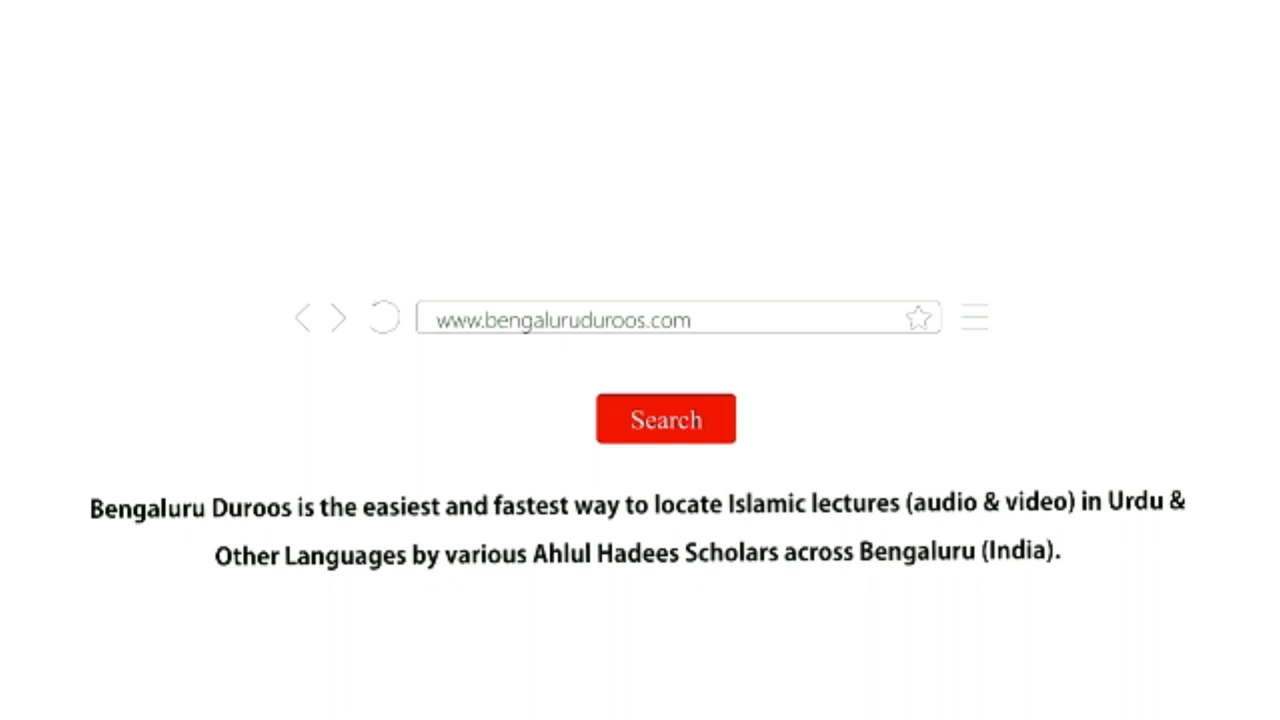 www.bengaluruduroos.com
Search
Bengaluru Duroos is the easiest and fastest way to locate Islamic lectures (audio & video) in Urdu &
Other Languages by various Ahlul Hadees Scholars across Bengaluru (India).